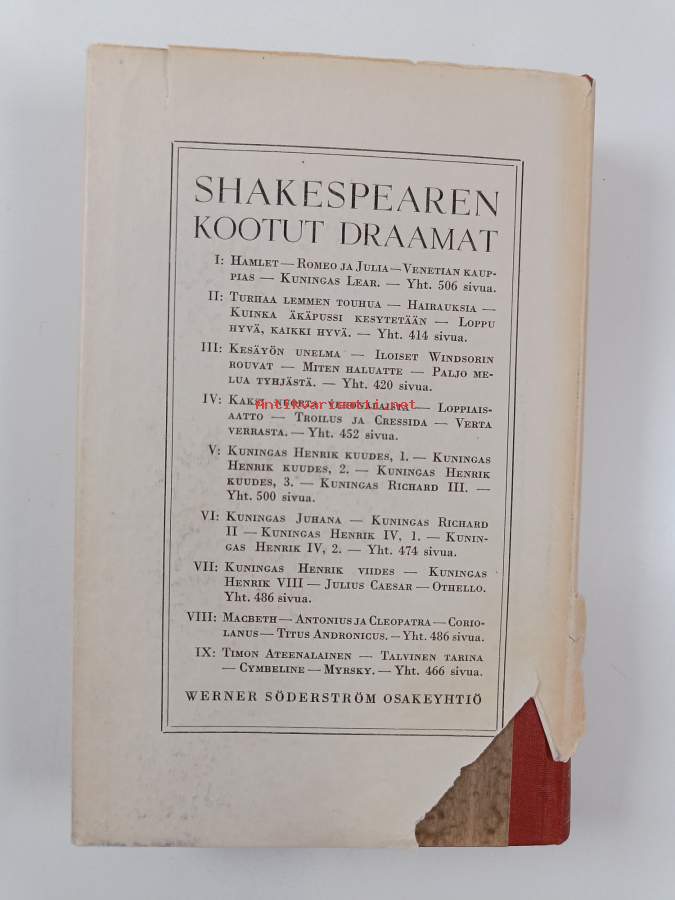 SHAKESPEAREN
KOOTUT DRAAMAT
I: HAMLET — ROMEO JA JULIA — VENETIAN KAUP-
PIAS — KUNINGAS LEAR. — Yht. 506 sivua.
II: TURHAA LEMMEN TOUHUA — HAIRAUKSIA —
KUINKA ÄKÄPUSSI KESYTETÄÄN — LOPPU
HYVÄ, KAIKKI HYVÄ. — Yht. 414 sivua.
III: KESÄYÖN UNELMA — ILOISET WINDSORIN
ROUVAT — MITEN HALUATTE — PALJO ME-
LUA TYHJÄSTÄ. — Yht. 420 sivua.
IV: KAKSI NUORTA — LOPPIAIS-
Antikvariaatti.net
AATTO — TROILUS JA CRESSIDA — VERTA
VERRASTA. — Yht. 452 sivua.
V: KUNINGAS HENRIK KUUDES, 1. — KUNINGAS
HENRIK KUUDES, 2. — KUNINGAS HENRIK
KUUDES, 3. — KUNINGAS RICHARD III. —
Yht. 500 sivua.
VI: KUNINGAS JUHANA — KUNINGAS RICHARD
II — KUNINGAS HENRIK IV, 1. — KUNIN-
GAS HENRIK IV, 2. — Yht. 474 sivua.
VII: KUNINGAS HENRIK VIIDES — KUNINGAS
HENRIK VIII — JULIUS CAESAR — OTHELLO.
Yht. 486 sivua.
VIII: MACBETH — ANTONIUS JA CLEOPATRA — CORIO-
LANUS — TITUS ANDRONICUS. — Yht. 486 sivua.
IX: TIMON ATEENALAINEN — TALVINEN TARINA
— CYMBELINE — MYRSKY. — Yht. 466 sivua.
WERNER SÖDERSTRÖM OSAKEYHTIÖ